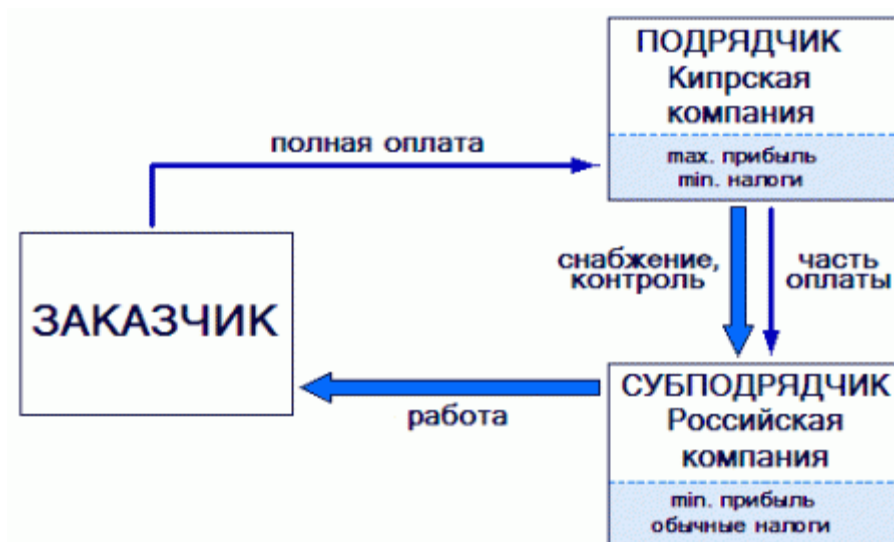 ПОДРЯДЧИК
Кипрская
компания
max. прибыль
min. налоги
полная оплата
ЗАКАЗЧИК
снабжение,
контроль
часть
оплаты
работа
СУБПОДРЯДЧИК
Российская
компания
min. прибыль
обычные налоги